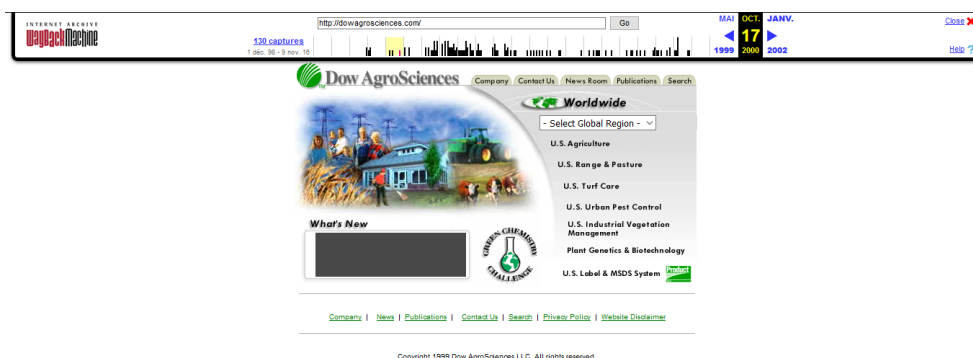 INTERNET ARCHIVE
WayBackMachine
http://dowagrosciences.com/
Go
130 captures
1 déc. 98 - 9 nov. 16
MAI OCT. JANV.
17
1999 2000 2002
Close
Help ?
Dow AgroSciences
Company Contact Us News Room Publications Search
Worldwide
- Select Global Region -
U.S. Agriculture
U.S. Range & Pasture
U.S. Turf Care
U.S. Urban Pest Control
U.S. Industrial Vegetation
Management
Plant Genetics & Biotechnology
U.S. Label & MSDS System
Product
What's New
GREEN CHEMISTRY
CHALLENGE
Company | News | Publications | Contact Us | Search | Privacy Policy | Website Disclaimer
Copyright 1999 Dow AgroSciences LLC. All rights reserved.